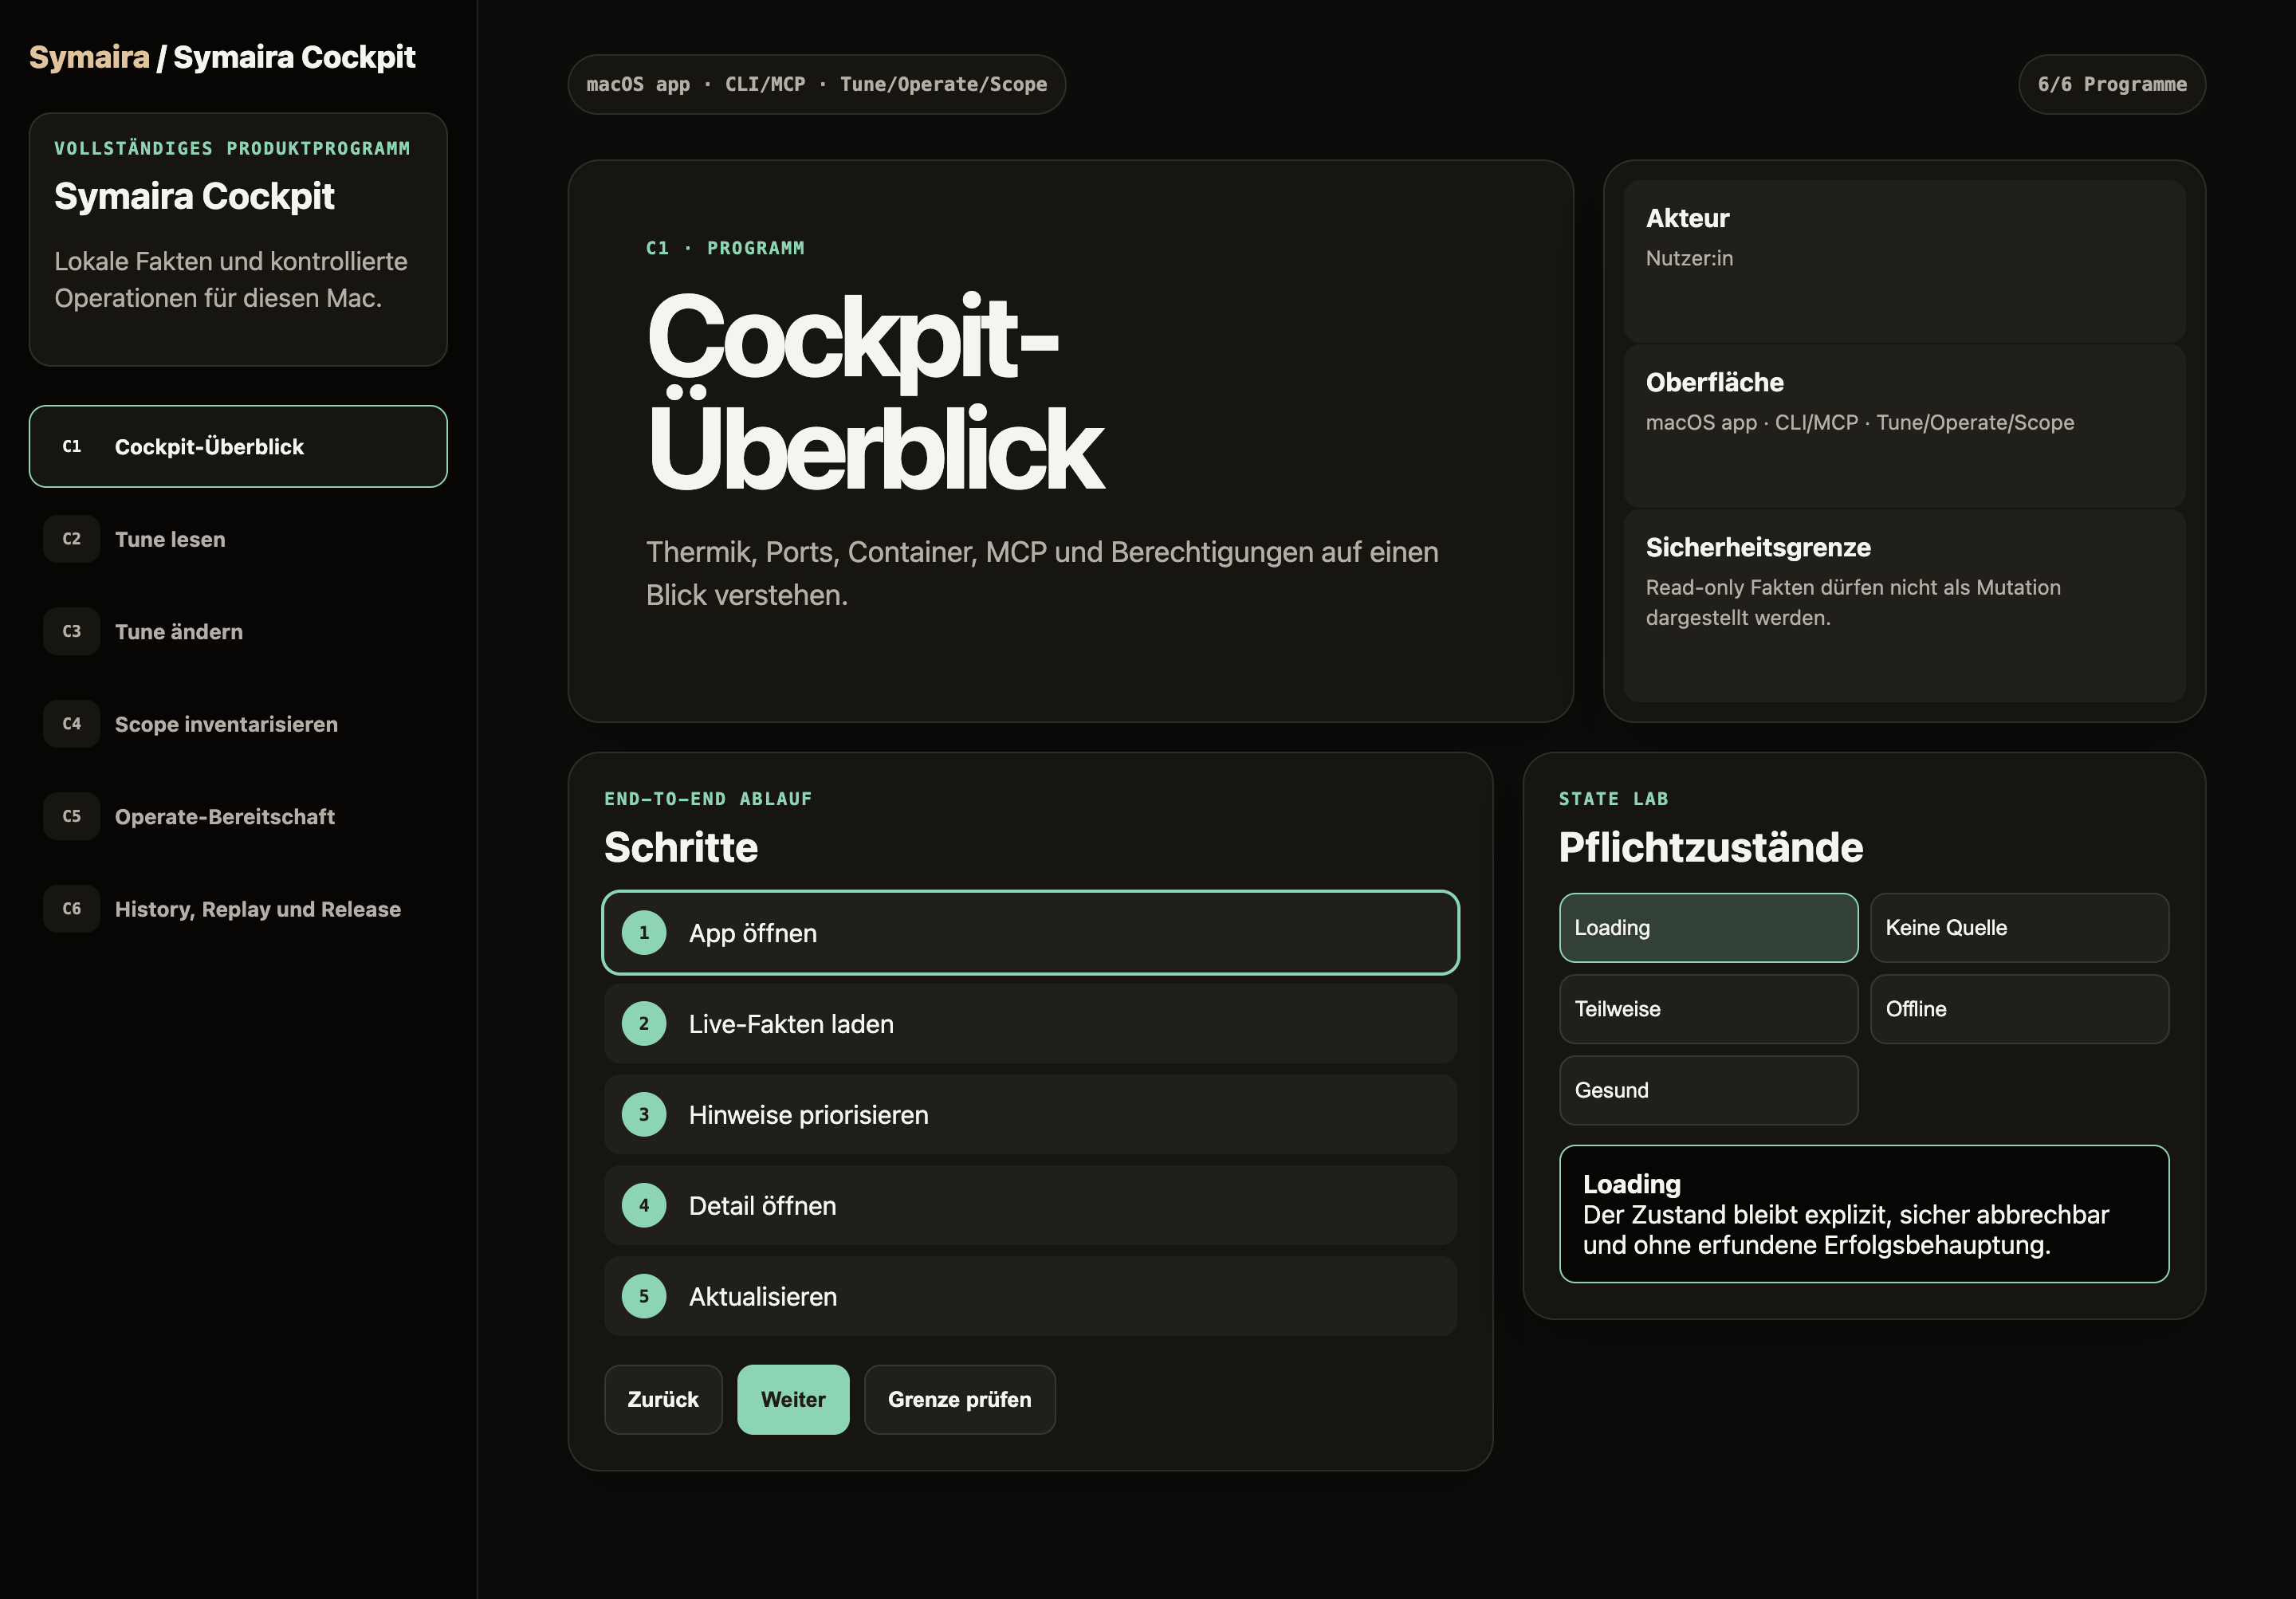 Symaira / Symaira Cockpit
VOLLSTÄNDIGES PRODUKTPROGRAMM
Symaira Cockpit
Lokale Fakten und kontrollierte
Operationen für diesen Mac.
C1 Cockpit-Überblick
C2 Tune lesen
C3 Tune ändern
C4 Scope inventarisieren
C5 Operate-Bereitschaft
C6 History, Replay und Release
macOS app · CLI/MCP · Tune/Operate/Scope
6/6 Programme
C1 · PROGRAMM
Cockpit-
Überblick
Thermik, Ports, Container, MCP und Berechtigungen auf einen
Blick verstehen.
Akteur
Nutzer:in
Oberfläche
macOS app · CLI/MCP · Tune/Operate/Scope
Sicherheitsgrenze
Read-only Fakten dürfen nicht als Mutation
dargestellt werden.
END-TO-END ABLAUF
Schritte
1 App öffnen
2 Live-Fakten laden
3 Hinweise priorisieren
4 Detail öffnen
5 Aktualisieren
Zurück Weiter Grenze prüfen
STATE LAB
Pflichtzustände
Loading Keine Quelle
Teilweise Offline
Gesund
Loading
Der Zustand bleibt explizit, sicher abbrechbar
und ohne erfundene Erfolgsbehauptung.